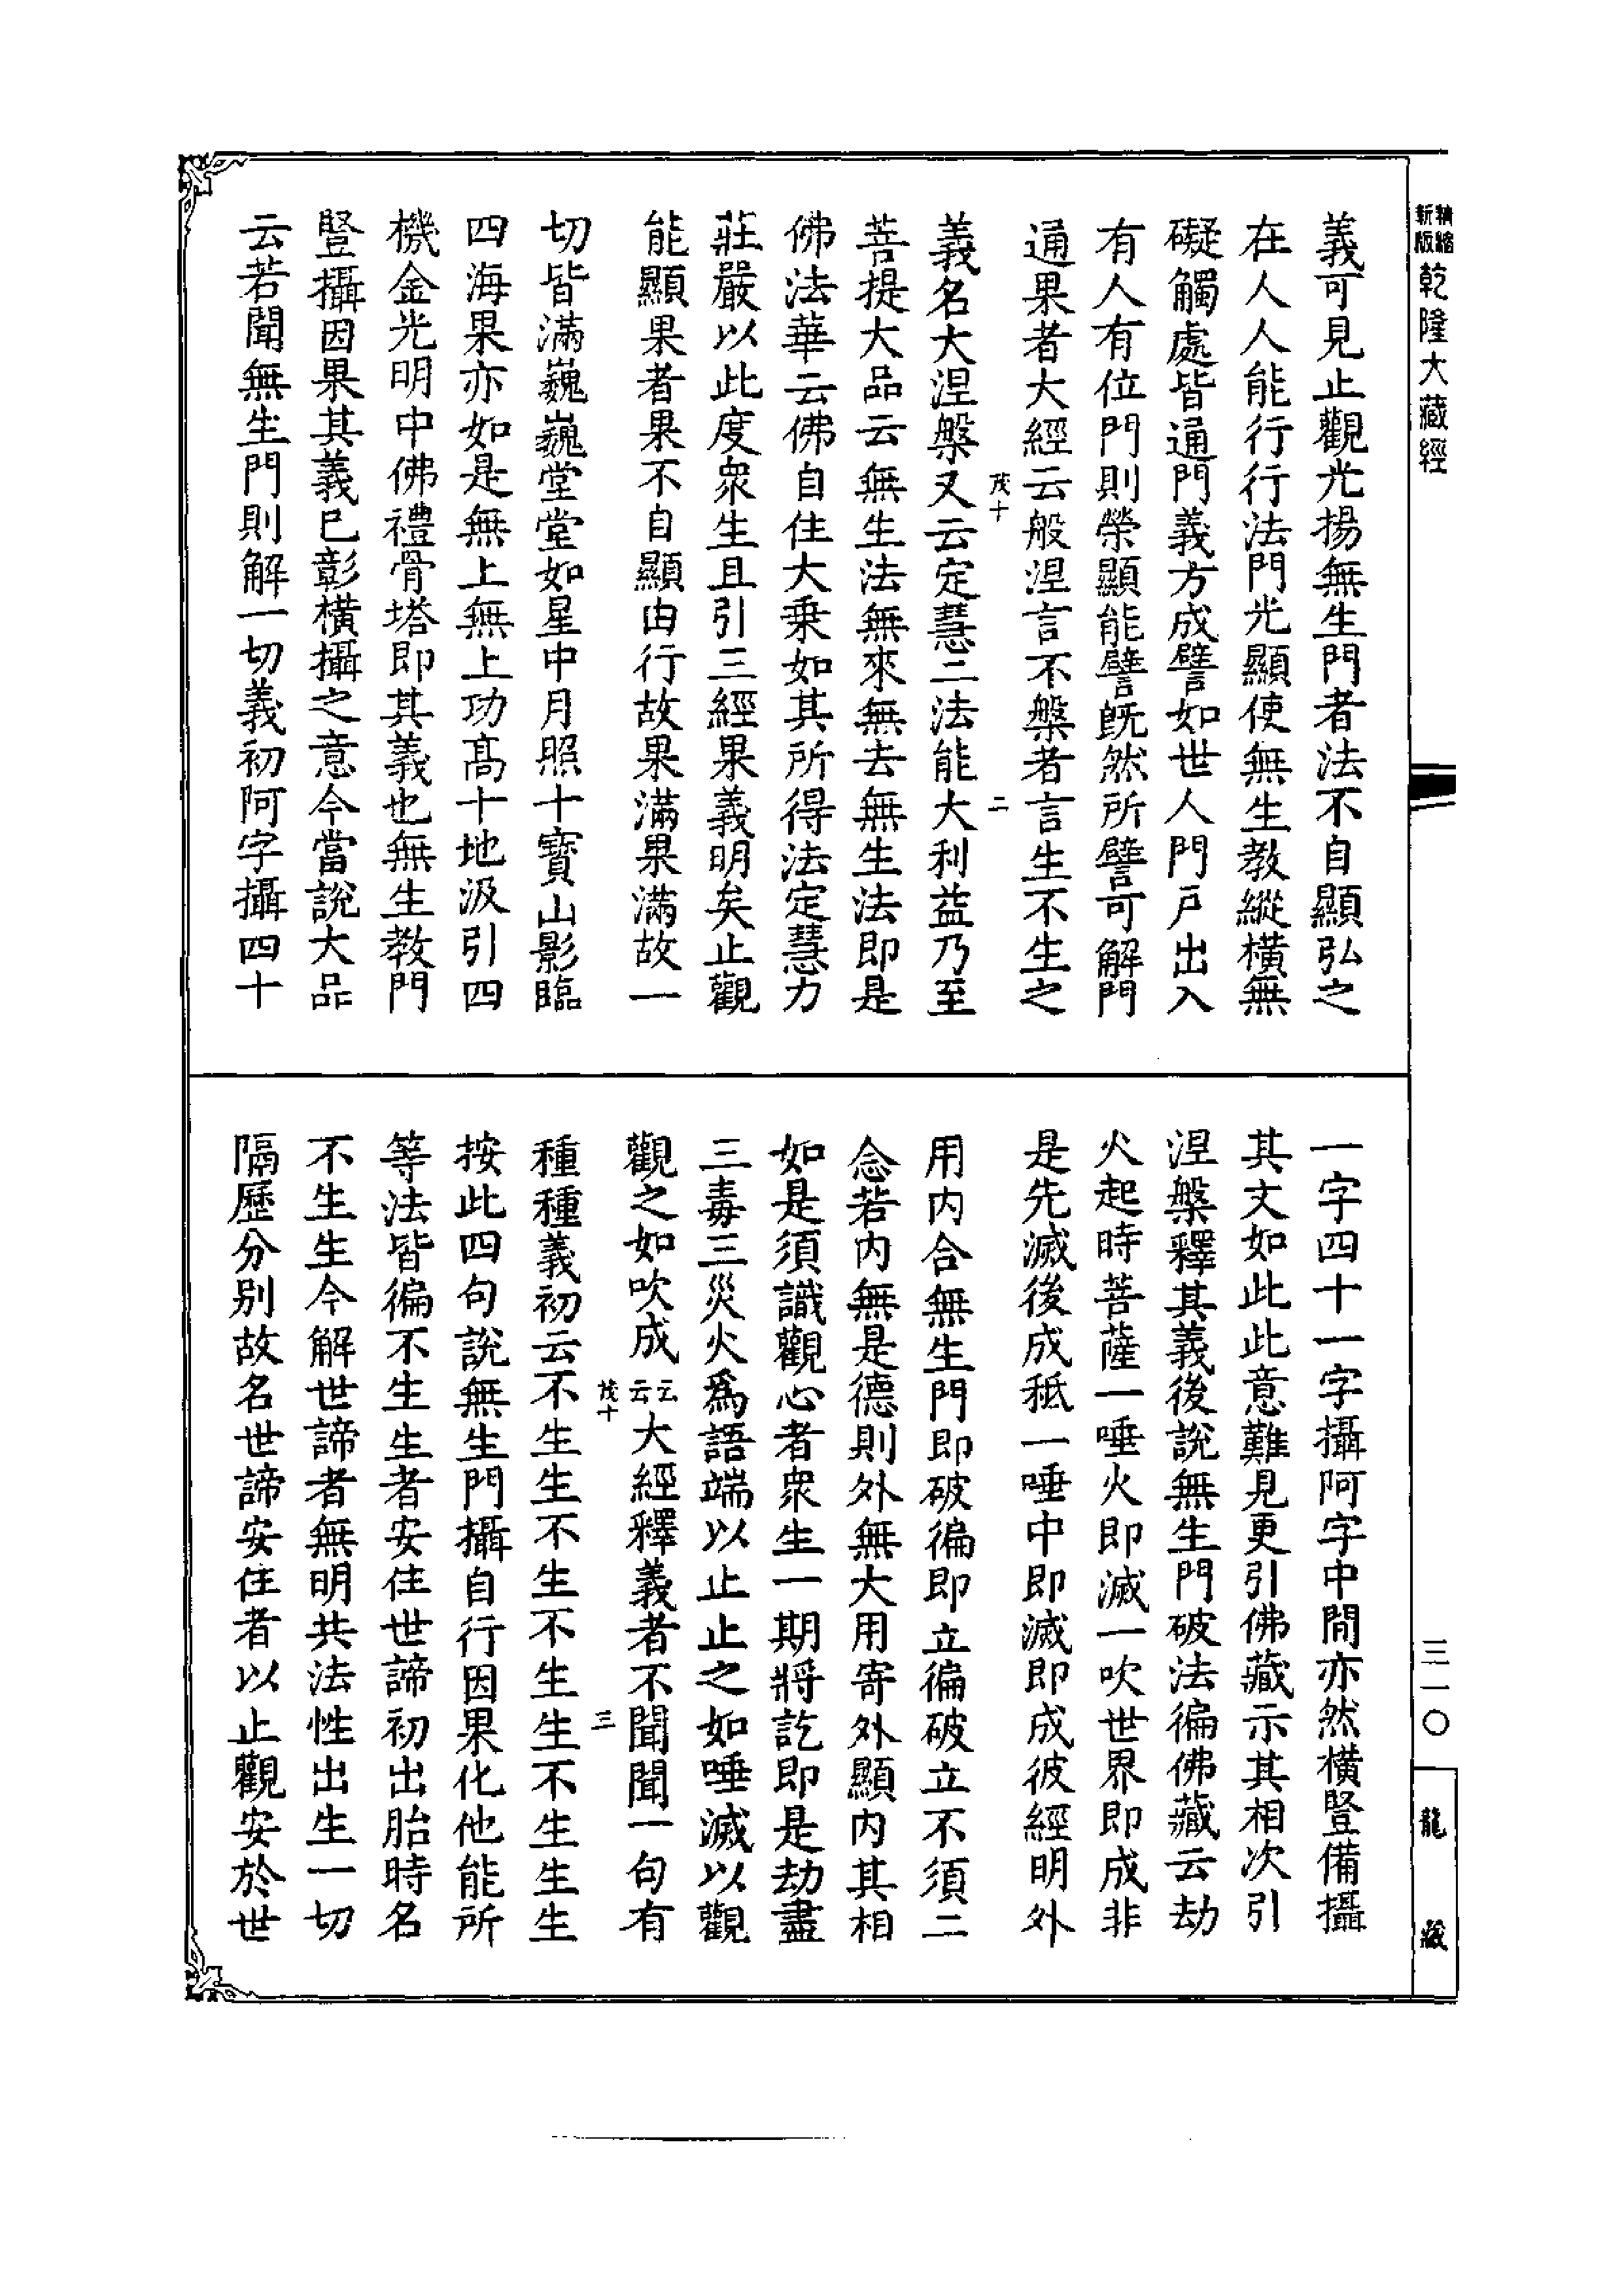 精縮新版乾隆大藏經
義可見止觀光揚無生門者法不自顯弘之
在人人能行行法門光顯使無生教縱橫無
礙觸處皆通門義方成譬如世人門戶出入
有人有位門則榮顯能譬既然所譬可解門
通果者大經云般涅言不槃者言生不生之
茂十 二
義名大涅槃又云定慧二法能大利益乃至
菩提大品云無生法無來無去無生法即是
佛法華云佛自住大乘如其所得法定慧力
莊嚴以此度衆生且引三經果義明矣止觀
能顯果者果不自顯由行故果滿果滿故一
切皆滿巍巍堂堂如星中月照十寶山影臨
四海果亦如是無上無上功高十地汲引四
機金光明中佛禮骨塔即其義也無生教門
豎攝因果其義已彰橫攝之意今當說大品
云若聞無生門則解一切義初阿字攝四十
一字四十一字攝阿字中間亦然橫豎備攝
其文如此此意難見更引佛藏示其相次引
涅槃釋其義後說無生門破法徧佛藏云劫
火起時菩薩一唾火即滅一吹世界即成非
是先滅後成秪一唾中即滅即成彼經明外
用内合無生門即破徧即立徧破立不須二
念若内無是德則外無大用寄外顯内其相
如是須識觀心者衆生一期將訖即是劫盡
三毒三災火爲語端以止止之如唾滅以觀
觀之如吹成云云大經釋義者不聞聞一句有
茂十 三
種種義初云不生生不生不生生不生生生
按此四句說無生門攝自行因果化他能所
等法皆徧不生生者安住世諦初出胎時名
不生生今解世諦者無明共法性出生一切
隔歷分別故名世諦安住者以止觀安於世
三一〇
龍藏